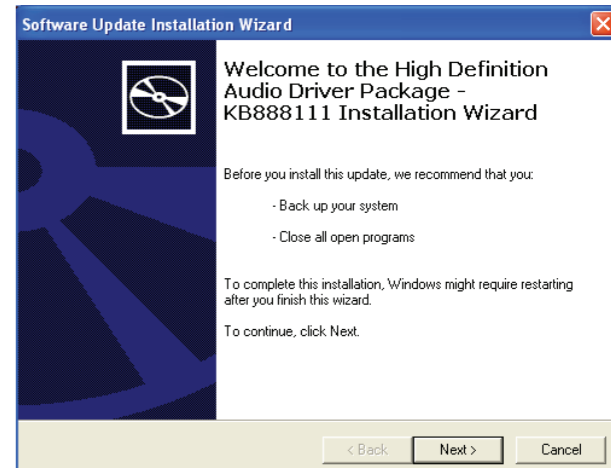 Software Update Installation Wizard
Welcome to the High Definition
Audio Driver Package -
KB888111 Installation Wizard
Before you install this update, we recommend that you:
- Back up your system
- Close all open programs
To complete this installation, Windows might require restarting
after you finish this wizard.
To continue, click Next.
< Back Next > Cancel